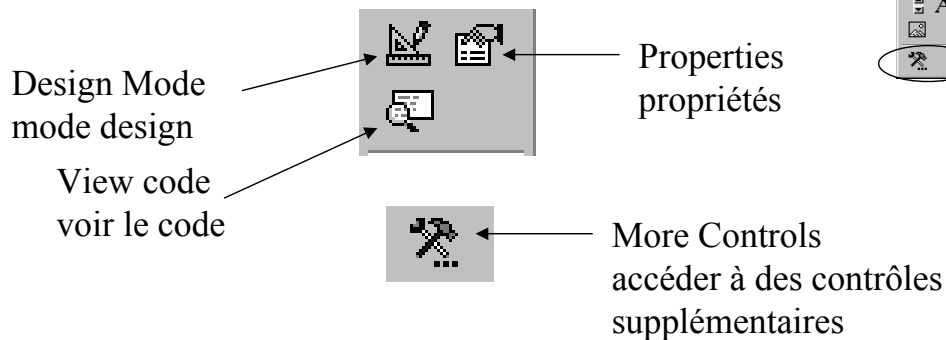 Design Mode
mode design
Properties
propriétés
View code
voir le code
More Controls
accéder à des contrôles
supplémentaires